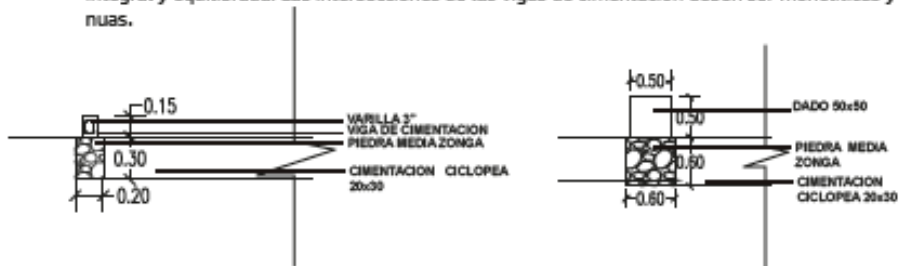 nuas.
0.15
VARILLA 3"
VIGA DE CIMENTACION
PIEDRA MEDIA ZONGA
0.30
CIMENTACION CICLOPEA
20x30
0.20
0.50
DADO 50x50
0.50
PIEDRA MEDIA
ZONGA
0.60
CIMENTACION
CICLOPEA 20x30
0.60